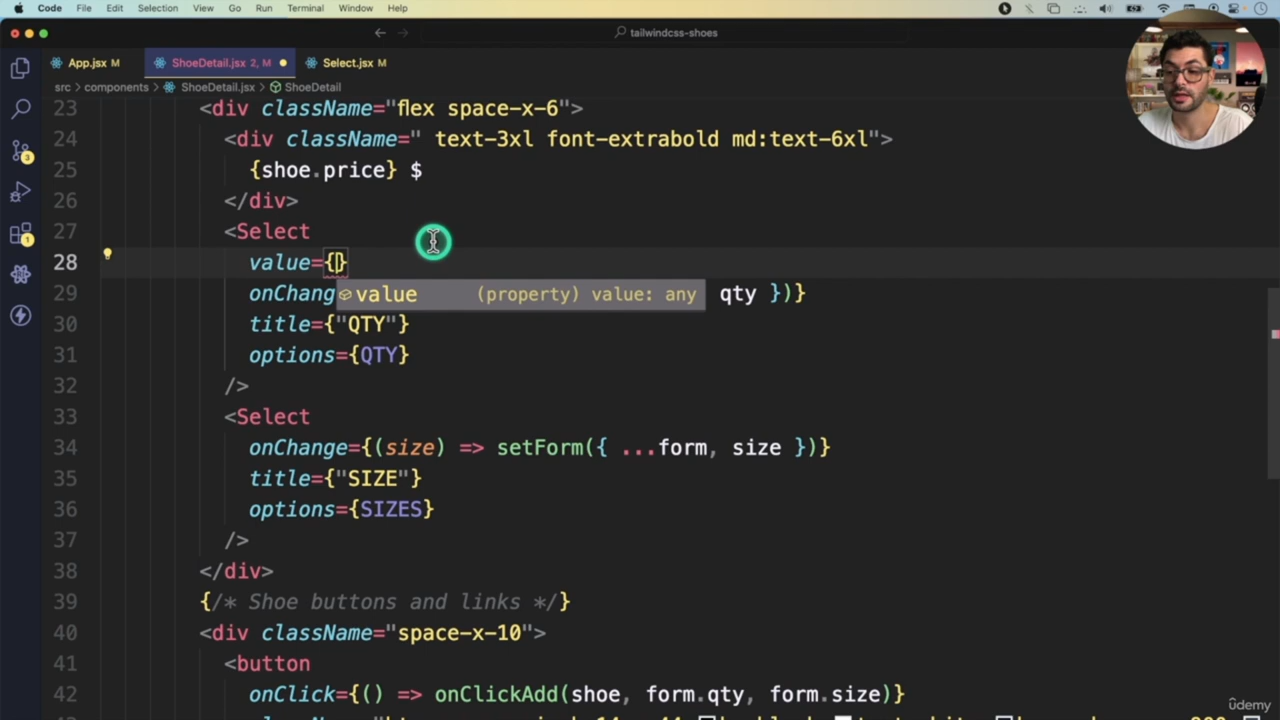 Code File Edit Selection View Go Run Terminal Window Help
tailwindcss-shoes
App.jsx M ShoeDetail.jsx 2, M Select.jsx M
src > components > ShoeDetail.jsx > ShoeDetail
23 <div className="flex space-x-6">
24 <div className=" text-3xl font-extrabold md:text-6xl">
25 {shoe.price} $
26 </div>
27 <Select
28 value={}
value (property) value: any
29 onChang qty })}
30 title={"QTY"}
31 options={QTY}
32 />
33 <Select
34 onChange={(size) => setForm({ ...form, size })}
35 title={"SIZE"}
36 options={SIZES}
37 />
38 </div>
39 {/* Shoe buttons and links */}
40 <div className="space-x-10">
41 <button
42 onClick={() => onClickAdd(shoe, form.qty, form.size)}
3
1
udemy